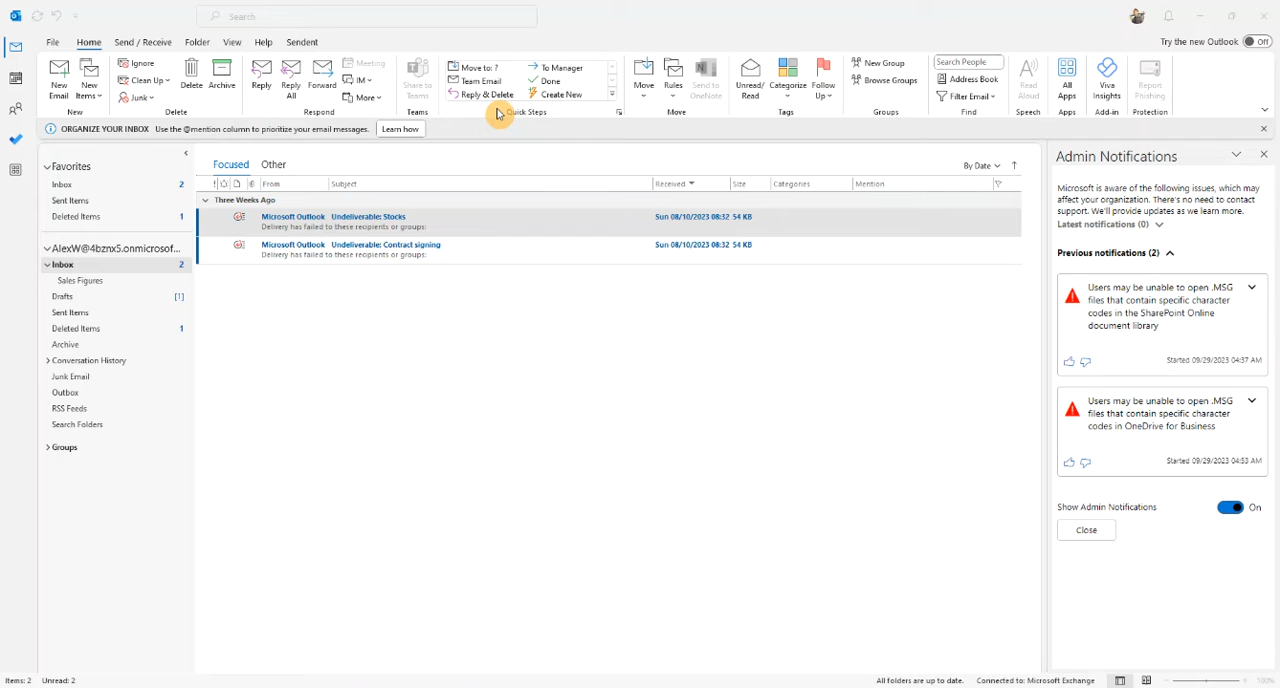 Search
File Home Send / Receive Folder View Help Sendent
Try the new Outlook Off
New Email
New Items
Ignore
Clean Up
Junk
Delete
Archive
Reply
Reply All
Forward
Meeting
IM
More
Share to Teams
Move to: ?
Team Email
Reply & Delete
To Manager
Done
Create New
Move
Rules
Send to OneNote
Unread/ Read
Categorize
Follow Up
New Group
Browse Groups
Search People
Address Book
Filter Email
Read Aloud
All Apps
Viva Insights
Report Phishing
New Delete Respond Teams Quick Steps Move Tags Groups Find Speech Apps Add-in Protection
ORGANIZE YOUR INBOX Use the @mention column to prioritize your email messages. Learn how
Favorites
Inbox 2
Sent Items
Deleted Items 1
AlexW@4bznx5.onmicrosof...
Inbox 2
Sales Figures
Drafts [1]
Sent Items
Deleted Items 1
Archive
Conversation History
Junk Email
Outbox
RSS Feeds
Search Folders
Groups
Focused Other
By Date
From Subject Received Size Categories Mention
Three Weeks Ago
Microsoft Outlook Undeliverable: Stocks Sun 08/10/2023 08:32 54 KB
Delivery has failed to these recipients or groups:
Microsoft Outlook Undeliverable: Contract signing Sun 08/10/2023 08:32 54 KB
Delivery has failed to these recipients or groups:
Admin Notifications
Microsoft is aware of the following issues, which may
affect your organization. There's no need to contact
support. We'll provide updates as we learn more.
Latest notifications (0)
Previous notifications (2)
Users may be unable to open .MSG
files that contain specific character
codes in the SharePoint Online
document library
Started 09/29/2023 04:37 AM
Users may be unable to open .MSG
files that contain specific character
codes in OneDrive for Business
Started 09/29/2023 04:53 AM
Show Admin Notifications On
Close
Items: 2 Unread: 2
All folders are up to date. Connected to: Microsoft Exchange
100%